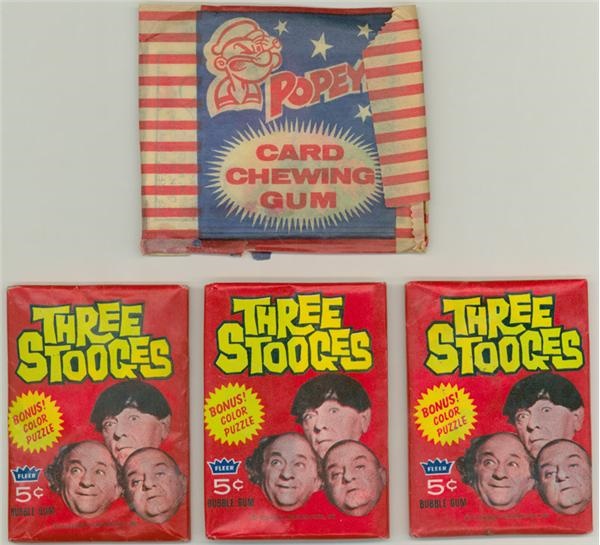 POPEY
CARD
CHEWING
GUM
THREE
STOOGES
BONUS!
COLOR
PUZZLE
FLEER
5¢
BUBBLE GUM
THREE
STOOGES
BONUS!
COLOR
PUZZLE
FLEER
5¢
BUBBLE GUM
THREE
STOOGES
BONUS!
COLOR
PUZZLE
FLEER
5¢
BUBBLE GUM